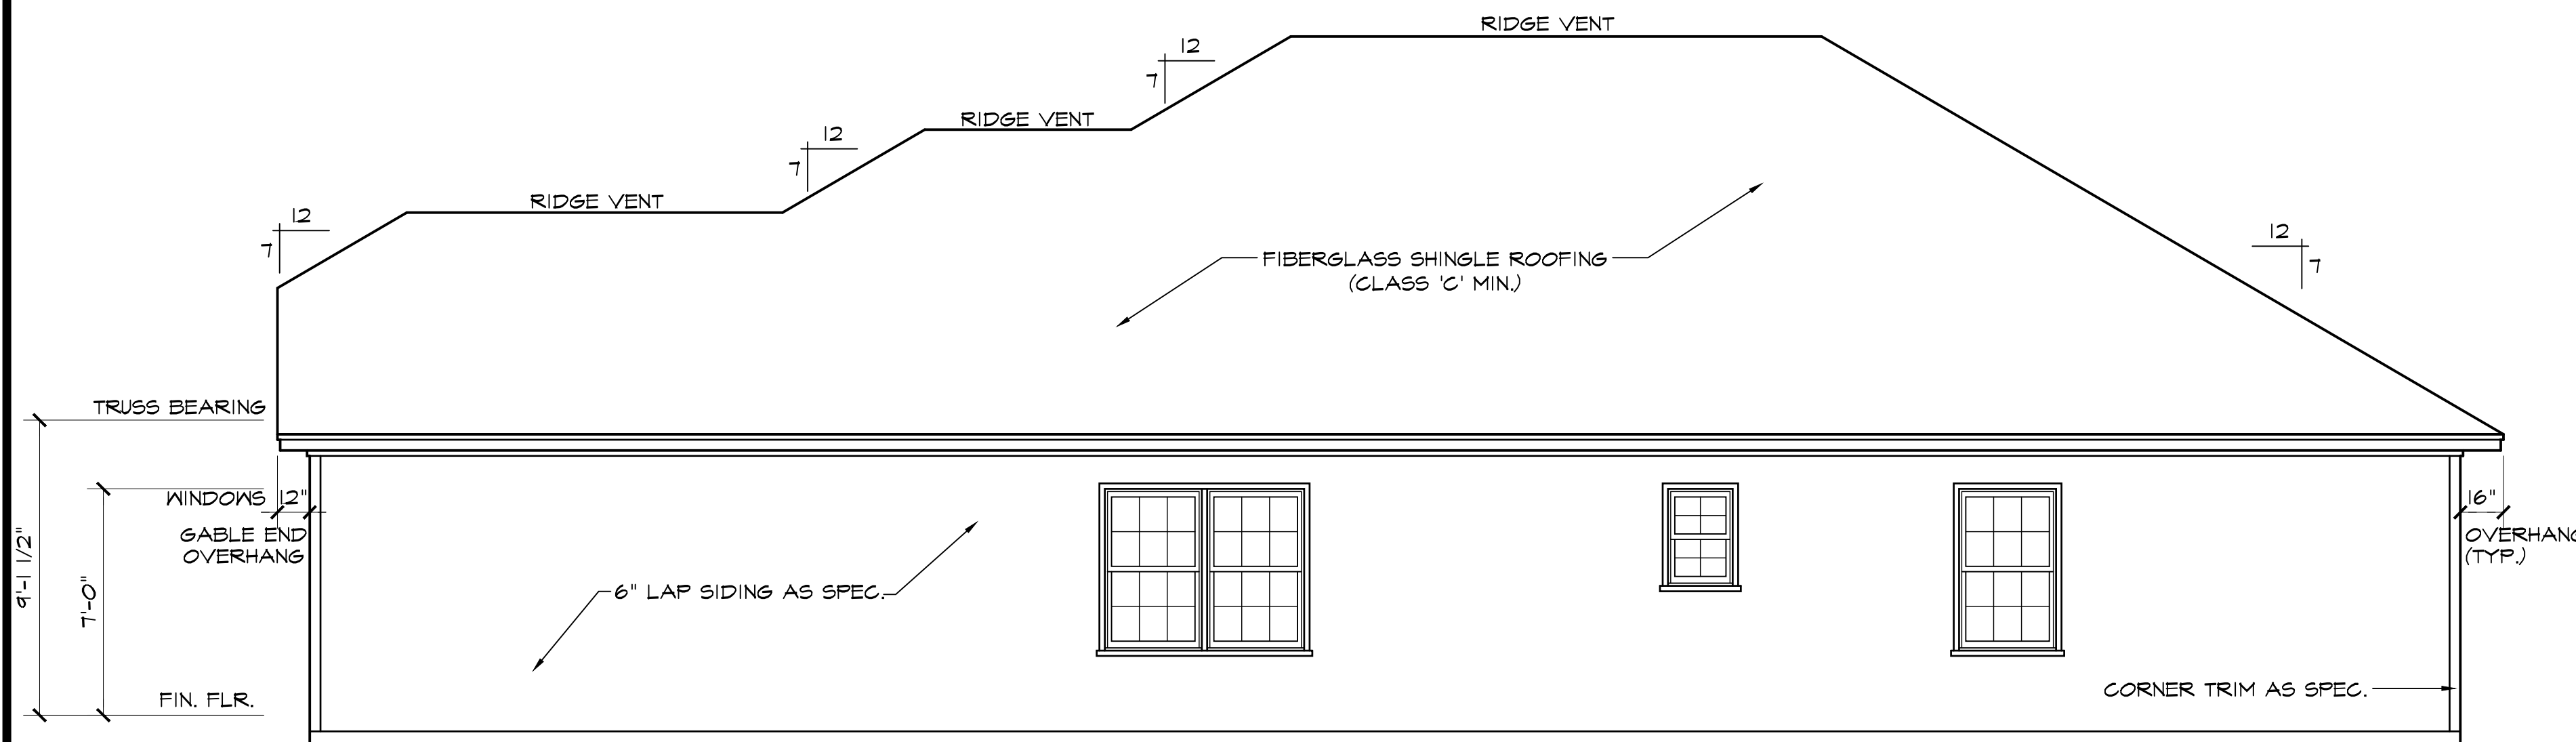 RIDGE VENT
12
7
RIDGE VENT
12
7
RIDGE VENT
12
7
12
7
FIBERGLASS SHINGLE ROOFING
(CLASS 'C' MIN.)
TRUSS BEARING
WINDOWS
12"
GABLE END
OVERHANG
16"
OVERHANG
(TYP.)
9'-1 1/2"
7'-0"
6" LAP SIDING AS SPEC.
CORNER TRIM AS SPEC.
FIN. FLR.